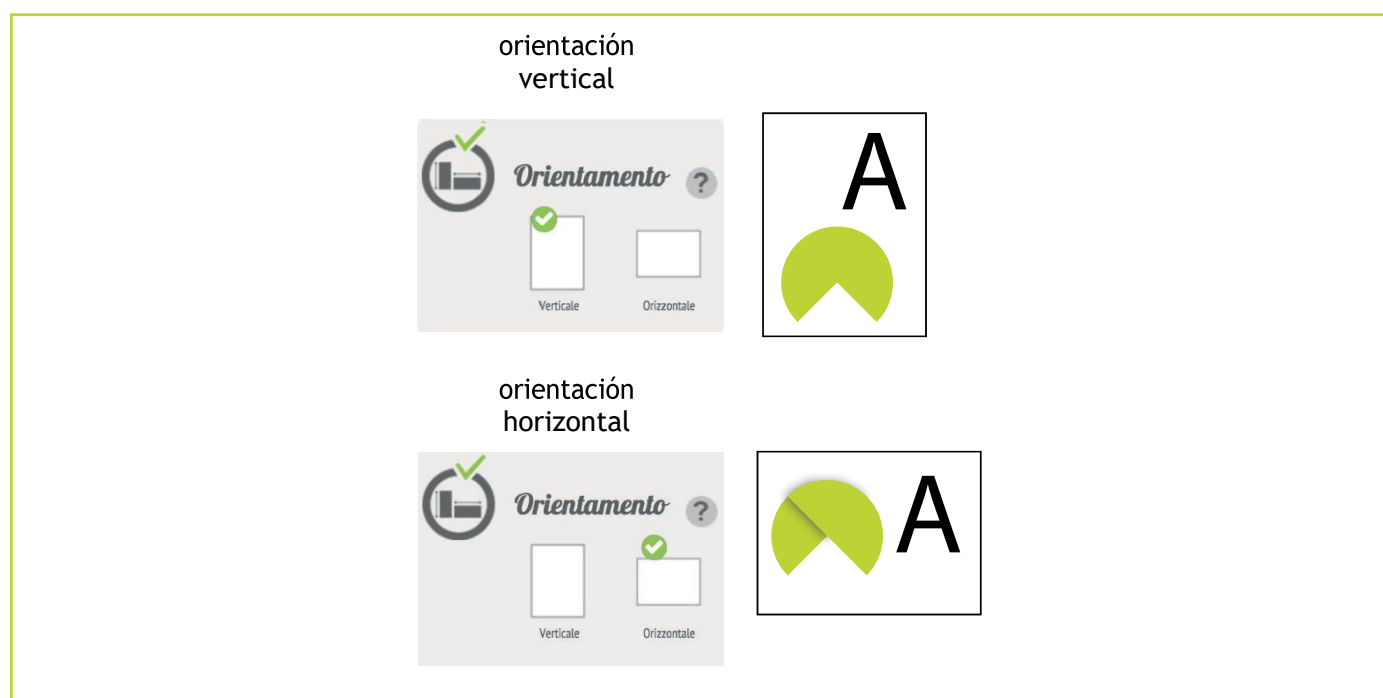 orientación
vertical
Orientamento ?
Verticale Orizzontale
A
orientación
horizontal
Orientamento ?
Verticale Orizzontale
A